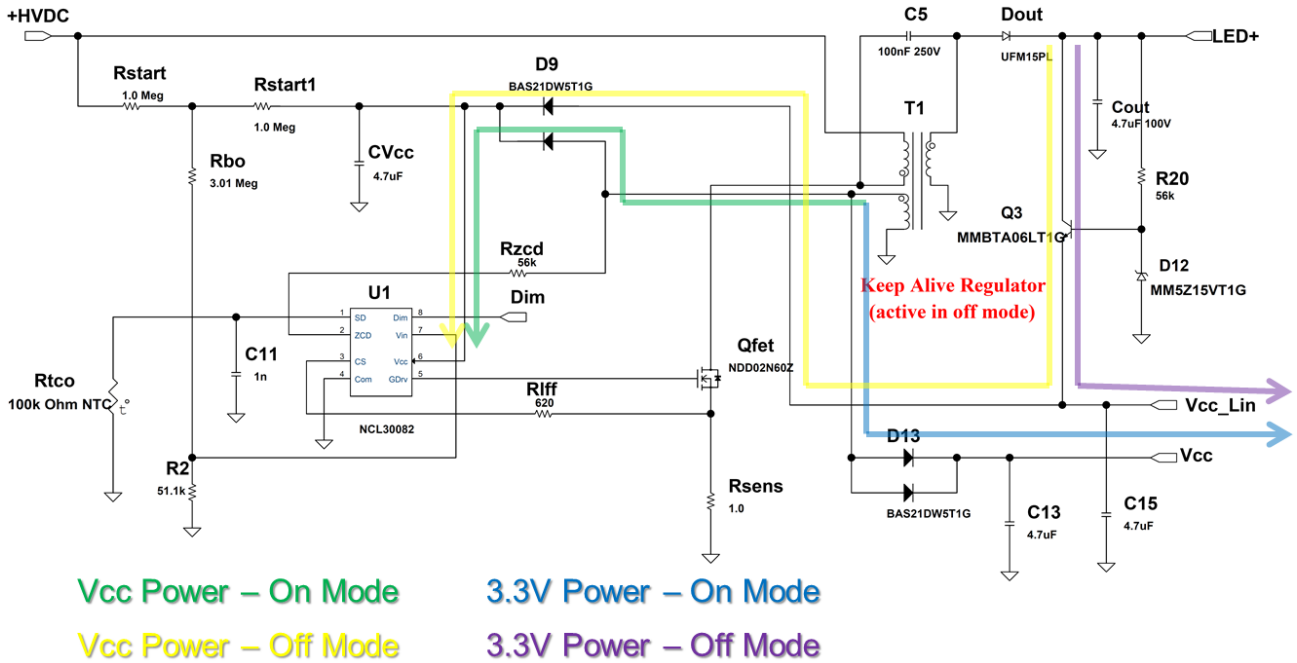 +HVDC
C5
100nF 250V
Dout
UFM15PL
LED+
Rstart
1.0 Meg
Rstart1
1.0 Meg
D9
BAS21DW5T1G
T1
Cout
4.7uF 100V
Rbo
3.01 Meg
CVcc
4.7uF
R20
56k
Q3
MMBTA06LT1G
Rzcd
56k
D12
MM5Z15VT1G
Keep Alive Regulator
(active in off mode)
U1
Dim
1 SD Dim 8
2 ZCD Vin 7
3 CS Vcc 6
4 Com GDrv 5
NCL30082
C11
1n
Rtco
100k Ohm NTC
t°
Qfet
NDD02N60Z
Rlff
620
Vcc_Lin
D13
BAS21DW5T1G
Vcc
R2
51.1k
Rsens
1.0
C13
4.7uF
C15
4.7uF
Vcc Power – On Mode
3.3V Power – On Mode
Vcc Power – Off Mode
3.3V Power – Off Mode